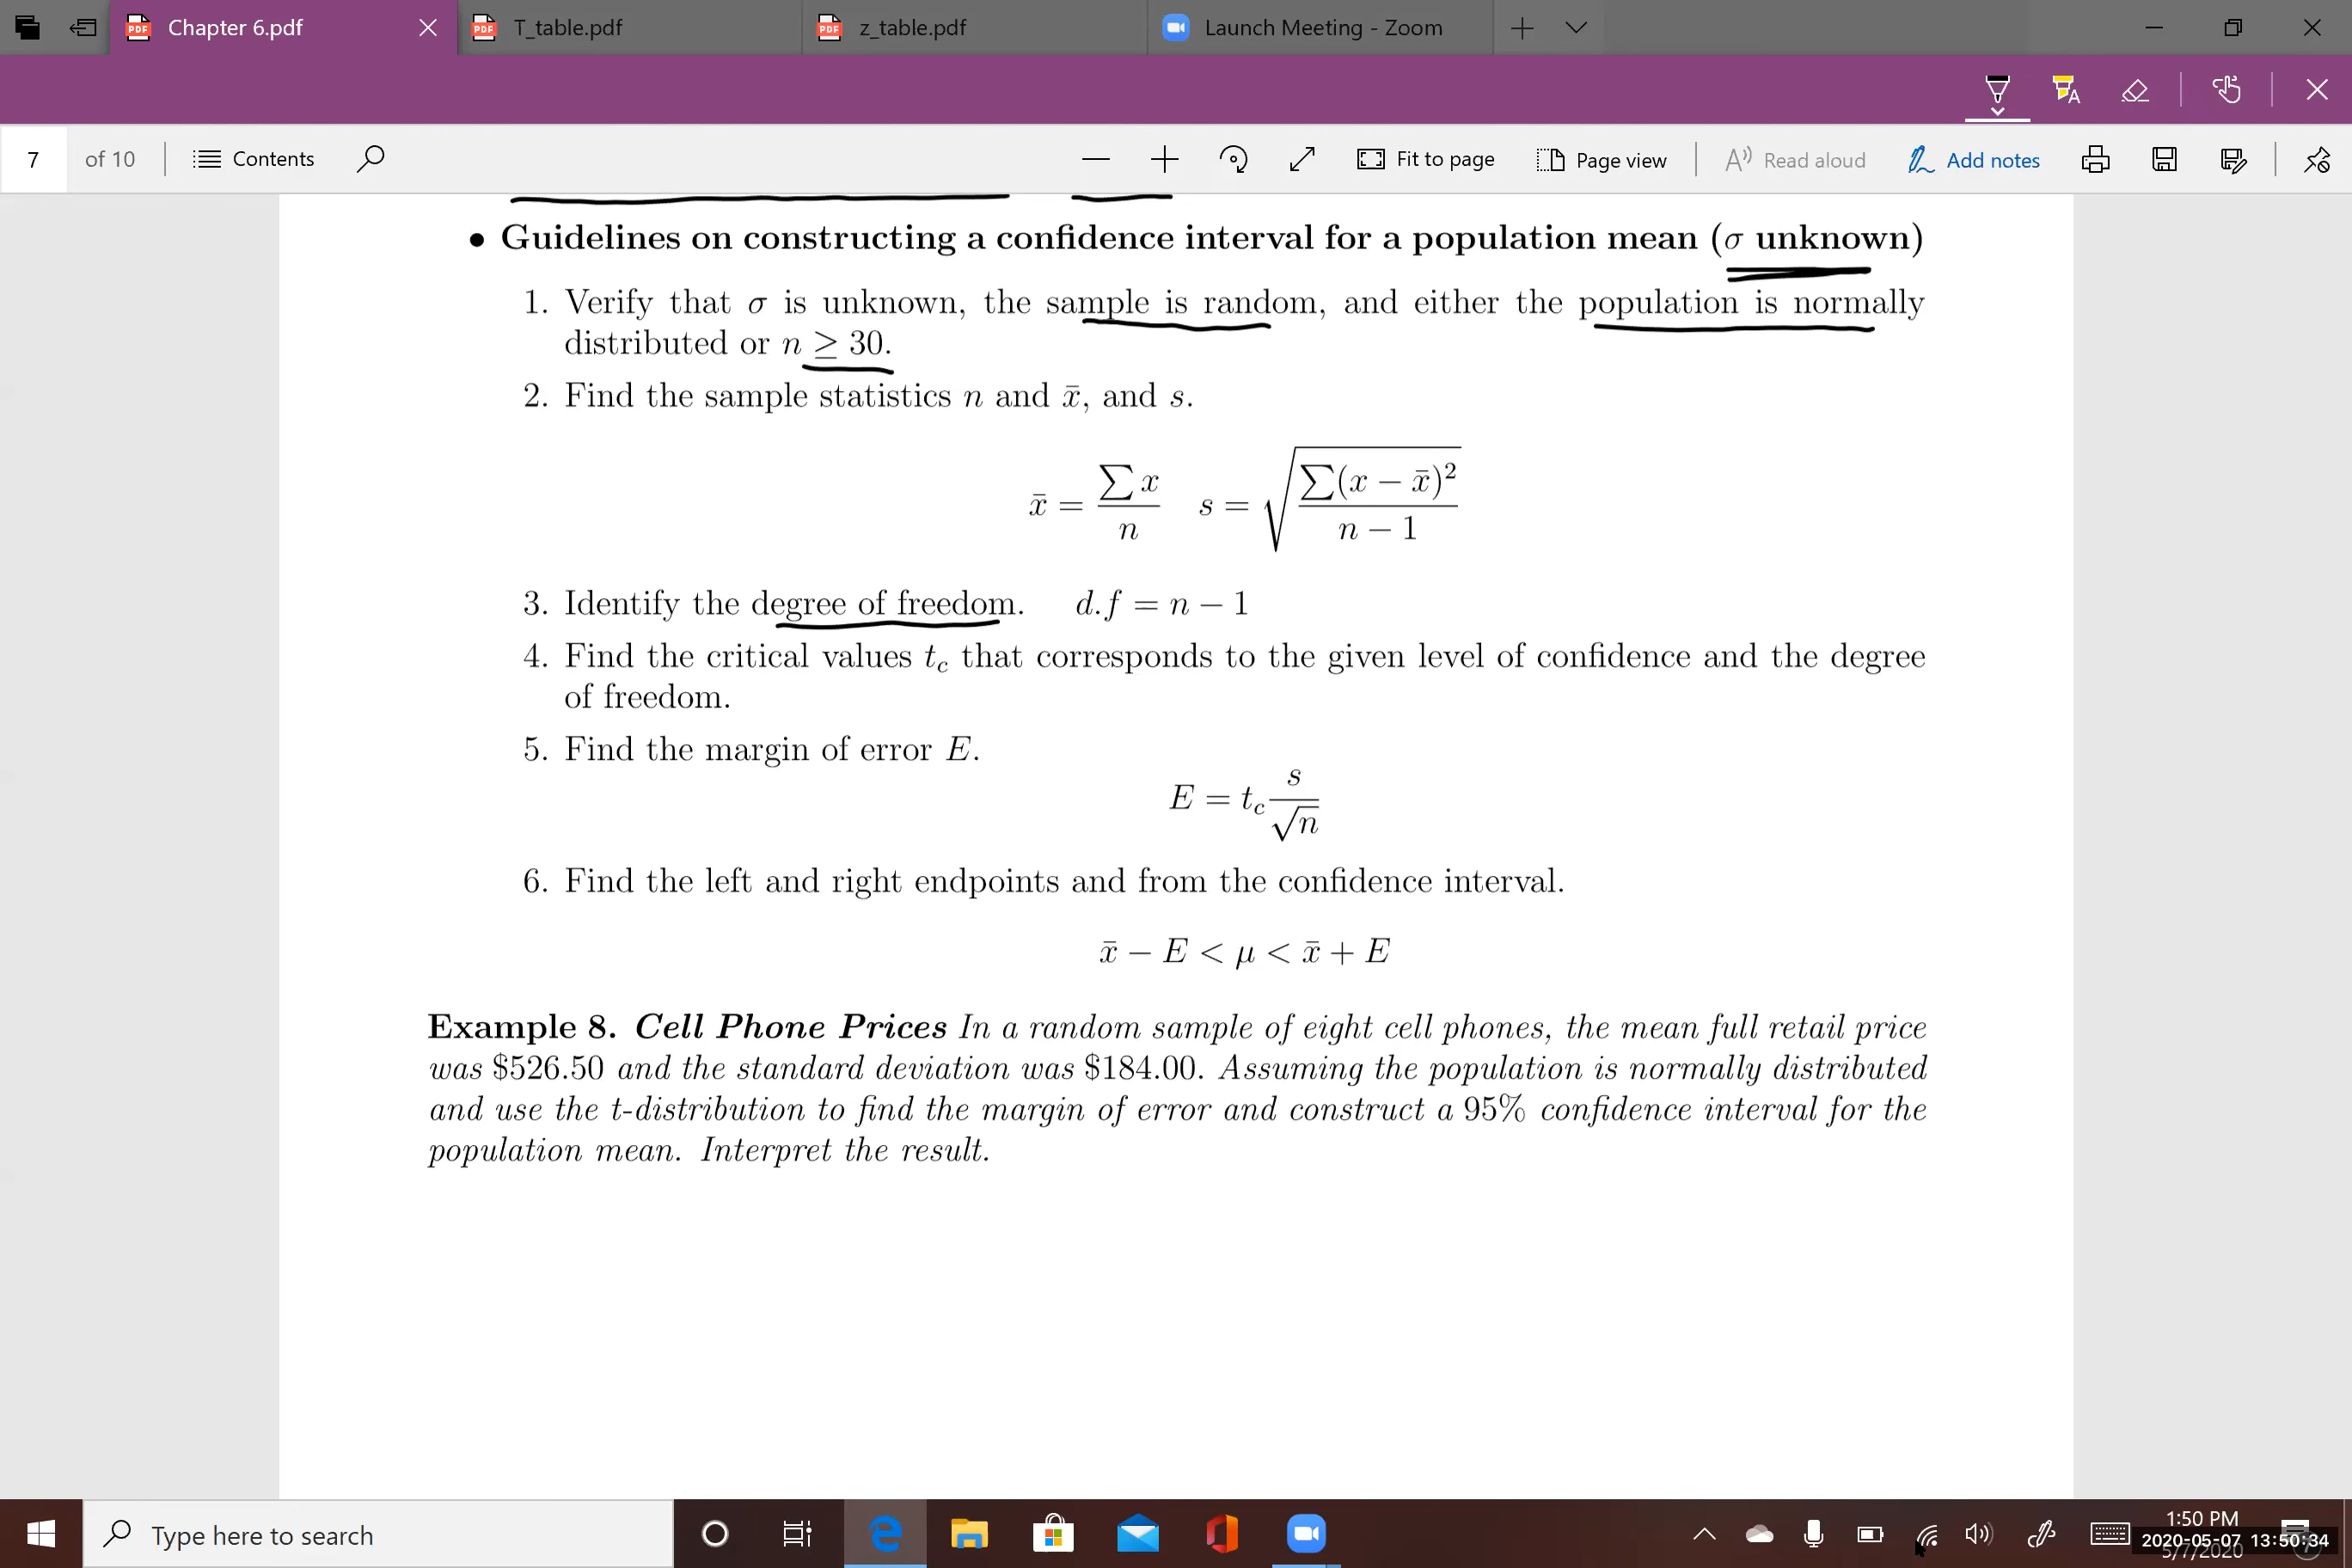 Chapter 6.pdf
T_table.pdf
z_table.pdf
Launch Meeting - Zoom
7 of 10
Contents
Fit to page
Page view
Read aloud
Add notes
• Guidelines on constructing a confidence interval for a population mean (σ unknown)
1. Verify that σ is unknown, the sample is random, and either the population is normally
distributed or n ≥ 30.
2. Find the sample statistics n and x̄, and s.
x̄ = ∑x / n   s = √(∑(x − x̄)² / (n − 1))
3. Identify the degree of freedom.   d.f = n − 1
4. Find the critical values t_c that corresponds to the given level of confidence and the degree
of freedom.
5. Find the margin of error E.
E = t_c s/√n
6. Find the left and right endpoints and from the confidence interval.
x̄ − E < μ < x̄ + E
Example 8. Cell Phone Prices In a random sample of eight cell phones, the mean full retail price
was $526.50 and the standard deviation was $184.00. Assuming the population is normally distributed
and use the t-distribution to find the margin of error and construct a 95% confidence interval for the
population mean. Interpret the result.
Type here to search
1:50 PM
2020-05-07 13:50:34
5/7/2020